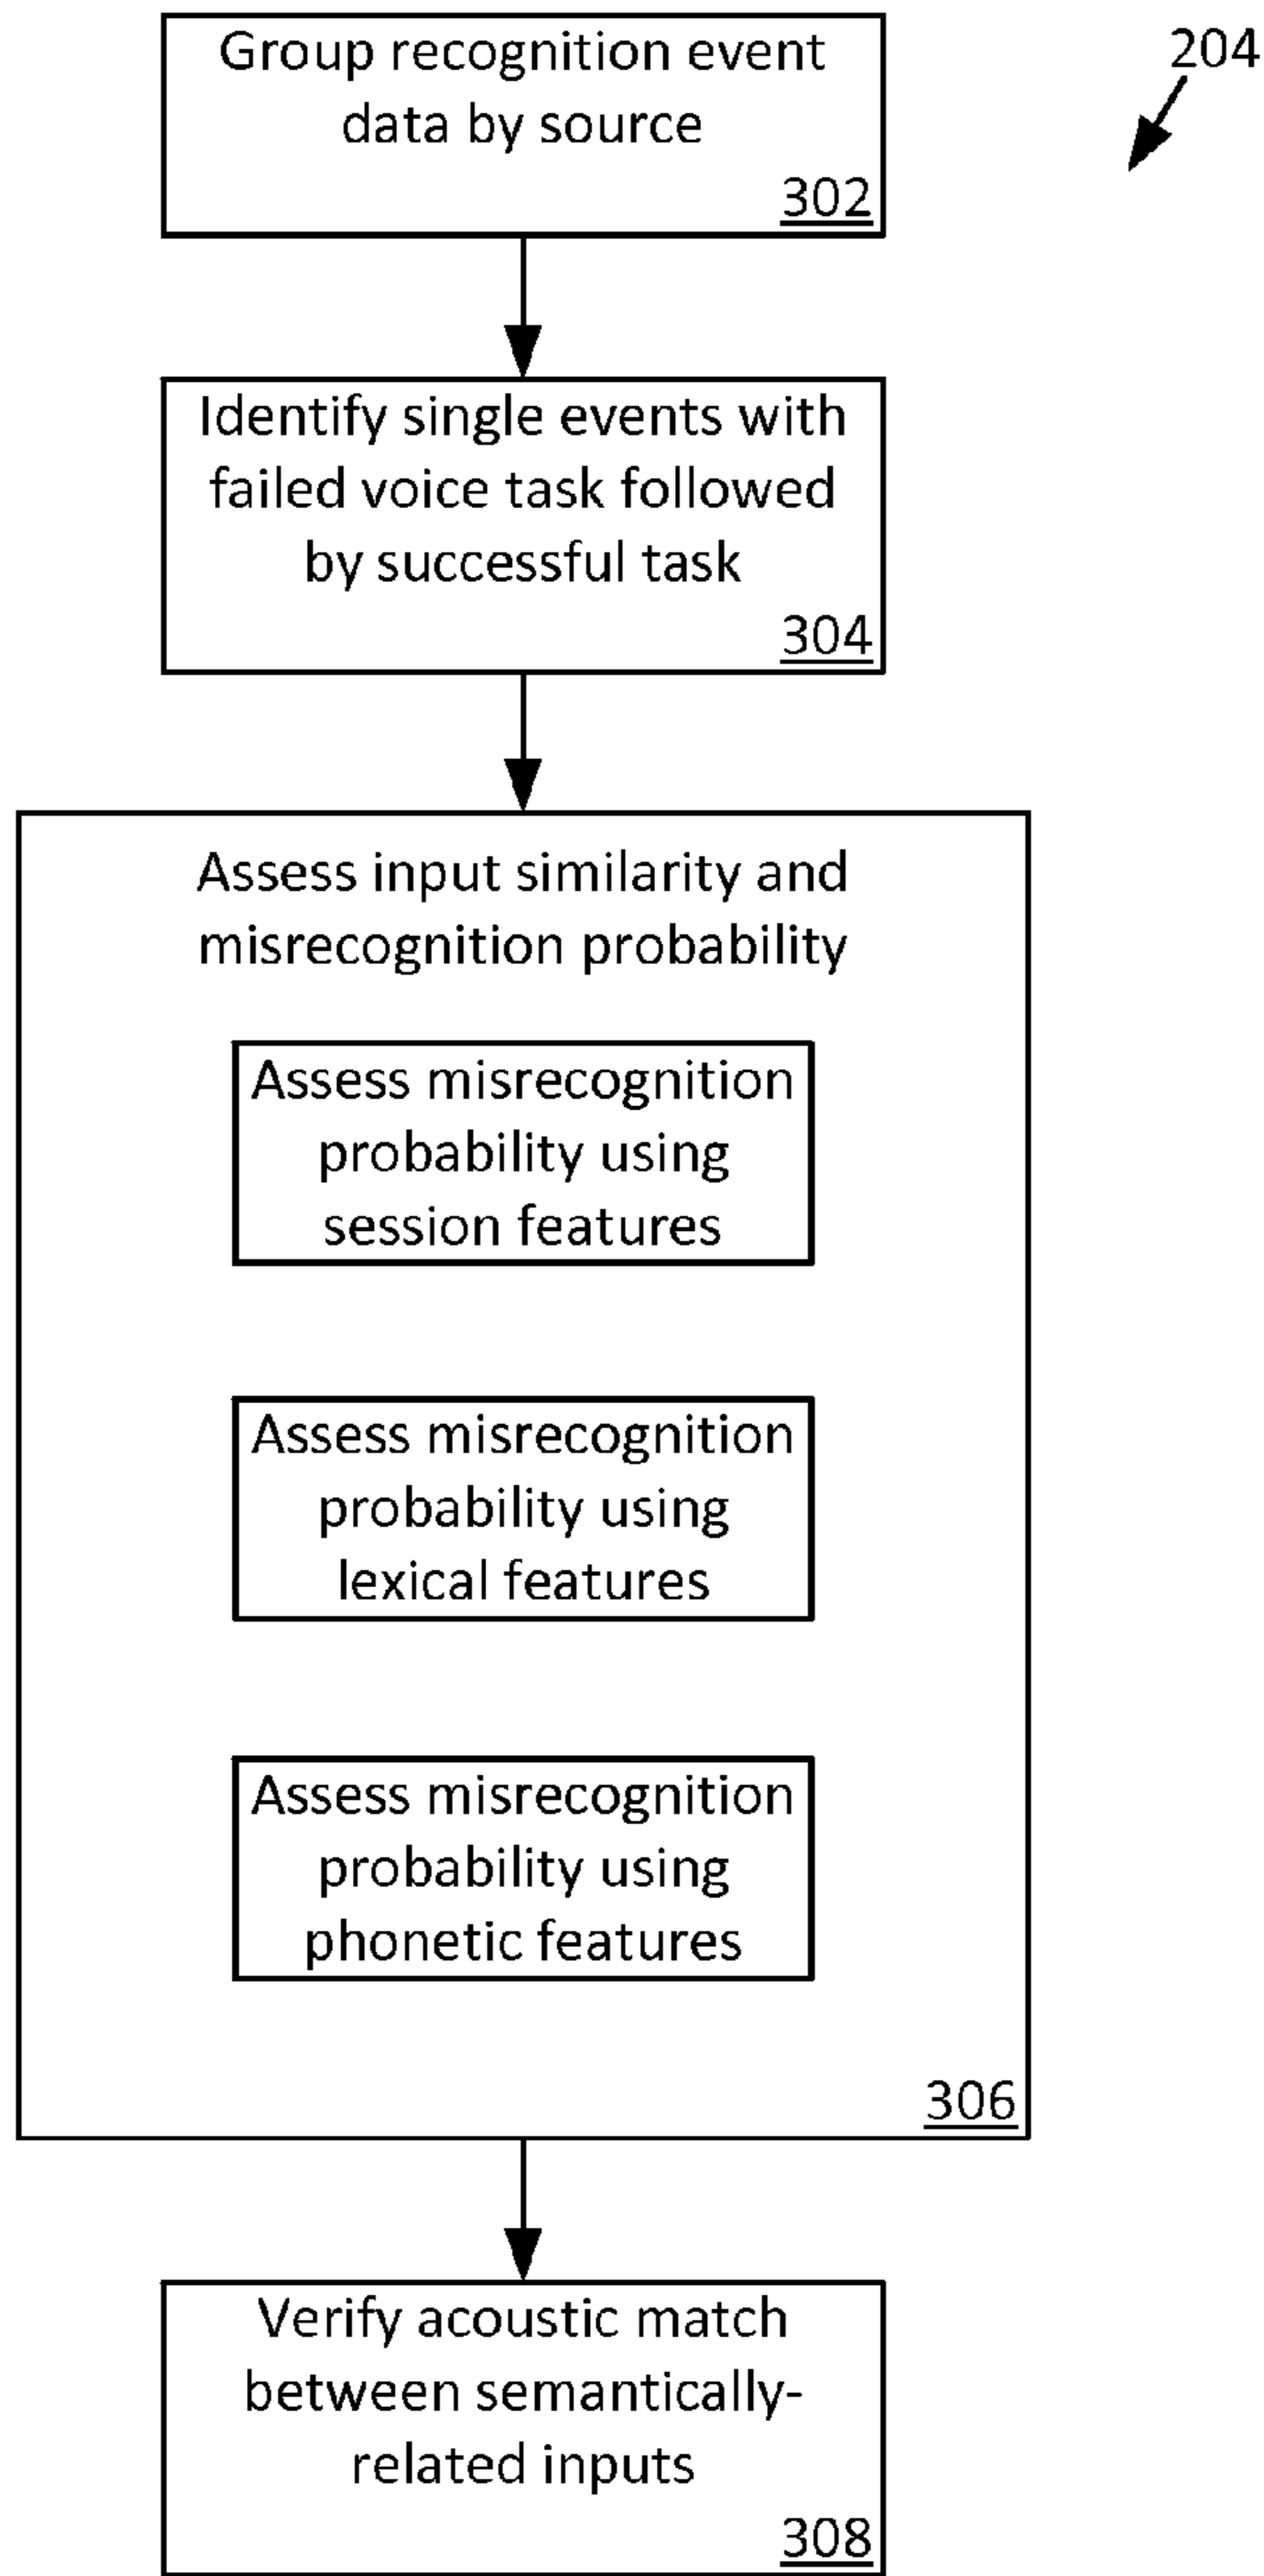 Group recognition event
data by source
302
204
Identify single events with
failed voice task followed
by successful task
304
Assess input similarity and
misrecognition probability
Assess misrecognition
probability using
session features
Assess misrecognition
probability using
lexical features
Assess misrecognition
probability using
phonetic features
306
Verify acoustic match
between semantically-
related inputs
308